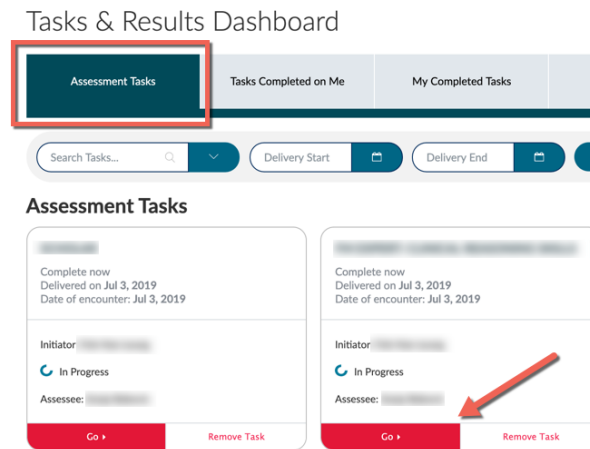 Tasks & Results Dashboard
Assessment Tasks
Tasks Completed on Me
My Completed Tasks
Search Tasks...
Delivery Start
Delivery End
Assessment Tasks
Complete now
Delivered on Jul 3, 2019
Date of encounter: Jul 3, 2019
Initiator
In Progress
Assessee:
Go
Remove Task
Complete now
Delivered on Jul 3, 2019
Date of encounter: Jul 3, 2019
Initiator
In Progress
Assessee:
Go
Remove Task